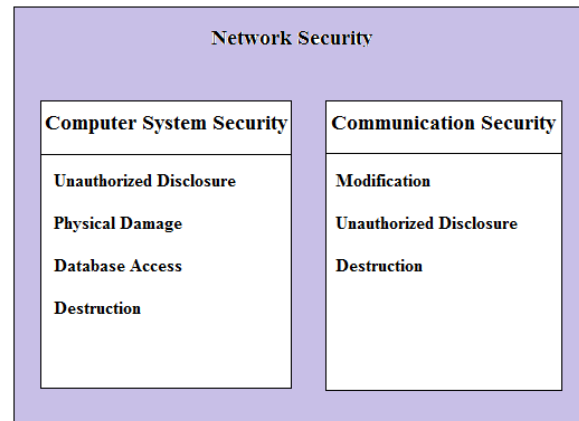 Network Security
Computer System Security
Unauthorized Disclosure
Physical Damage
Database Access
Destruction
Communication Security
Modification
Unauthorized Disclosure
Destruction